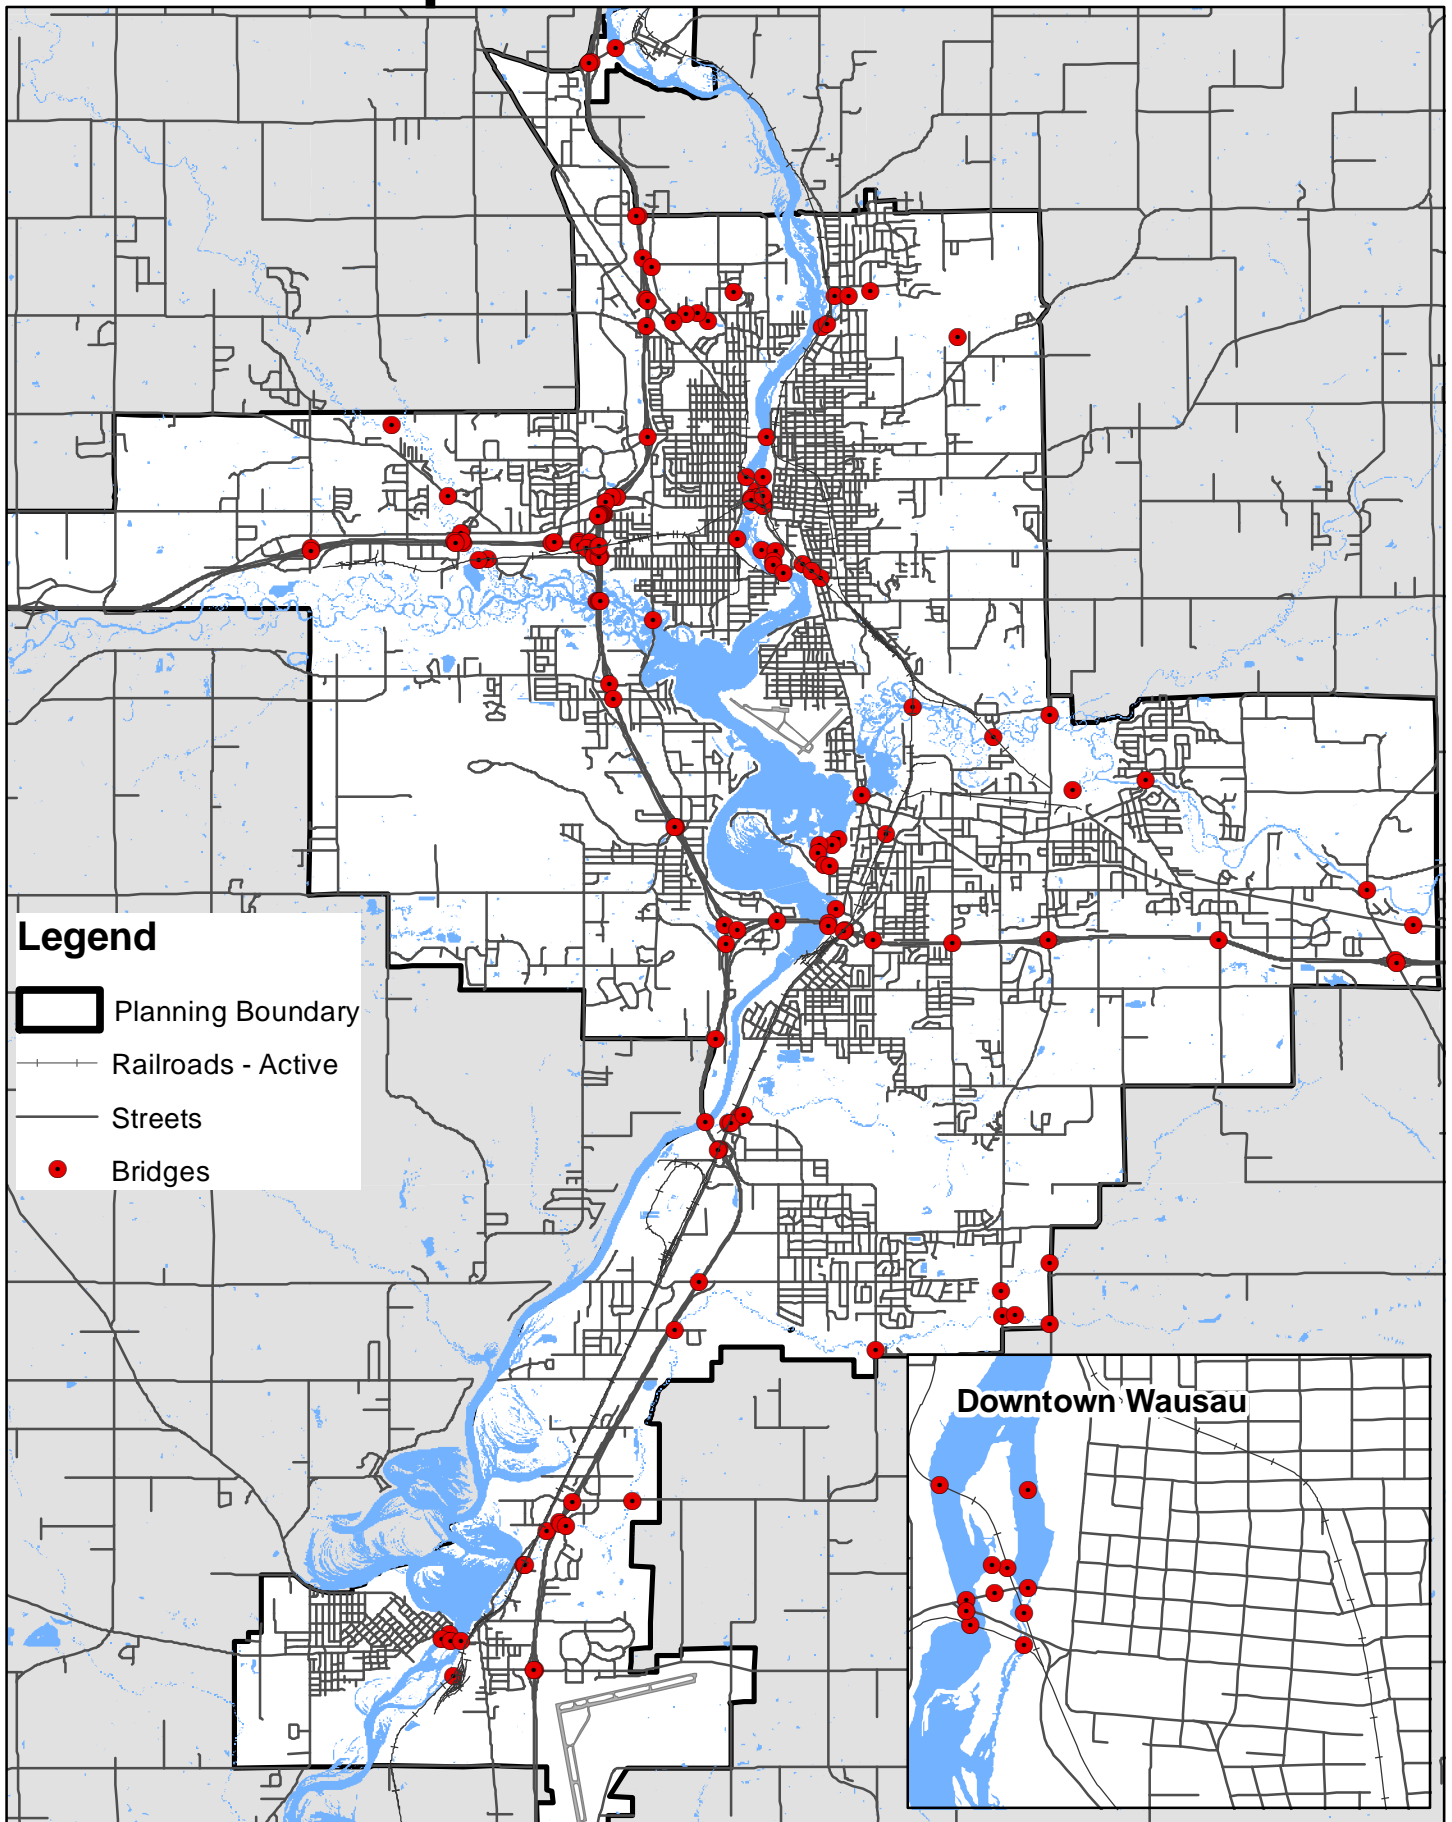 Legend
Planning Boundary
Railroads - Active
Streets
Bridges
Downtown Wausau